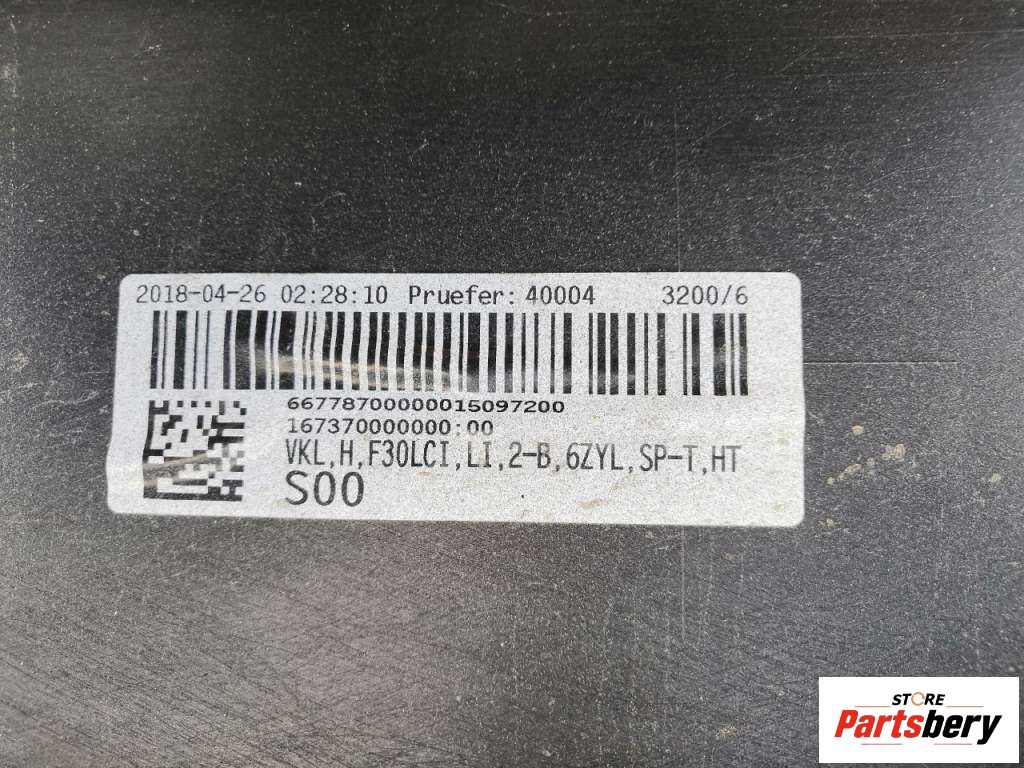 2018-04-26 02:28:10 Pruefer: 40004 3200/6
66778700000015097200
167370000000:00
VKL,H,F30LCI,LI,2-B,6ZYL,SP-T,HT
S00
STORE
Partsbery